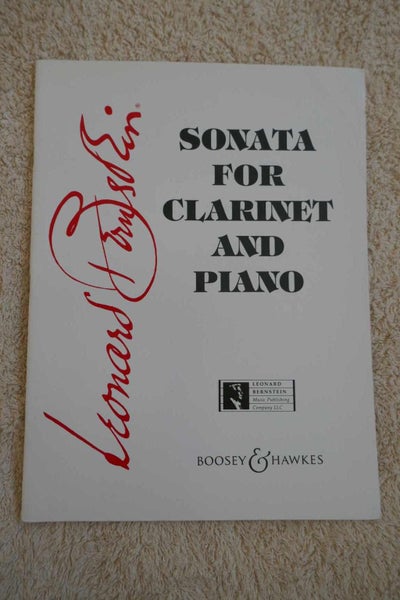 Leonard Bernstein®
SONATA
FOR
CLARINET
AND
PIANO
LEONARD
BERNSTEIN
Music Publishing
Company LLC
BOOSEY & HAWKES